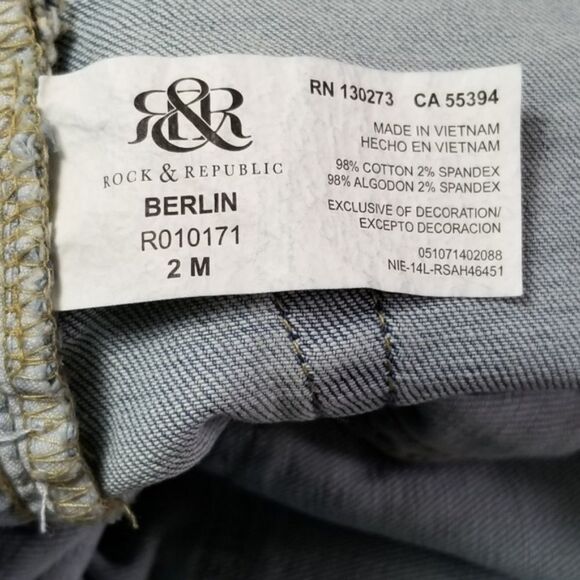 R&R
ROCK & REPUBLIC
BERLIN
R010171
2 M
RN 130273 CA 55394
MADE IN VIETNAM
HECHO EN VIETNAM
98% COTTON 2% SPANDEX
98% ALGODON 2% SPANDEX
EXCLUSIVE OF DECORATION/
EXCEPTO DECORACION
051071402088
NIE-14L-RSAH46451